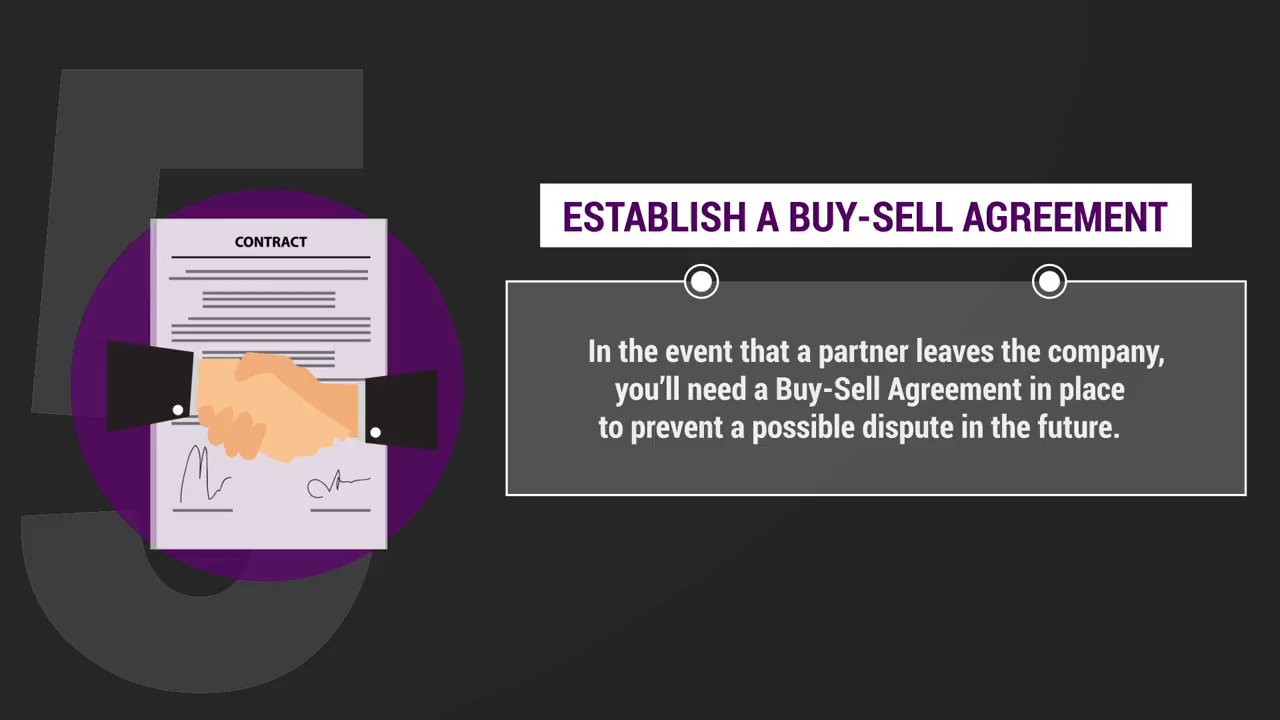 5
CONTRACT
ESTABLISH A BUY-SELL AGREEMENT
In the event that a partner leaves the company,
you'll need a Buy-Sell Agreement in place
to prevent a possible dispute in the future.